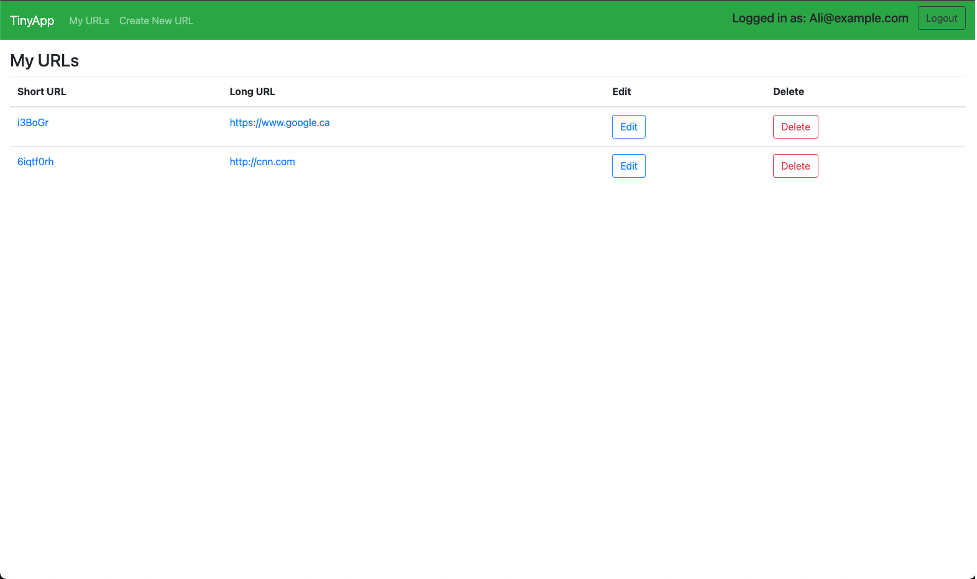 TinyApp My URLs Create New URL Logged in as: Ali@example.com Logout
My URLs
Short URL Long URL Edit Delete
i3BoGr https://www.google.ca Edit Delete
6iqtf0rh http://cnn.com Edit Delete